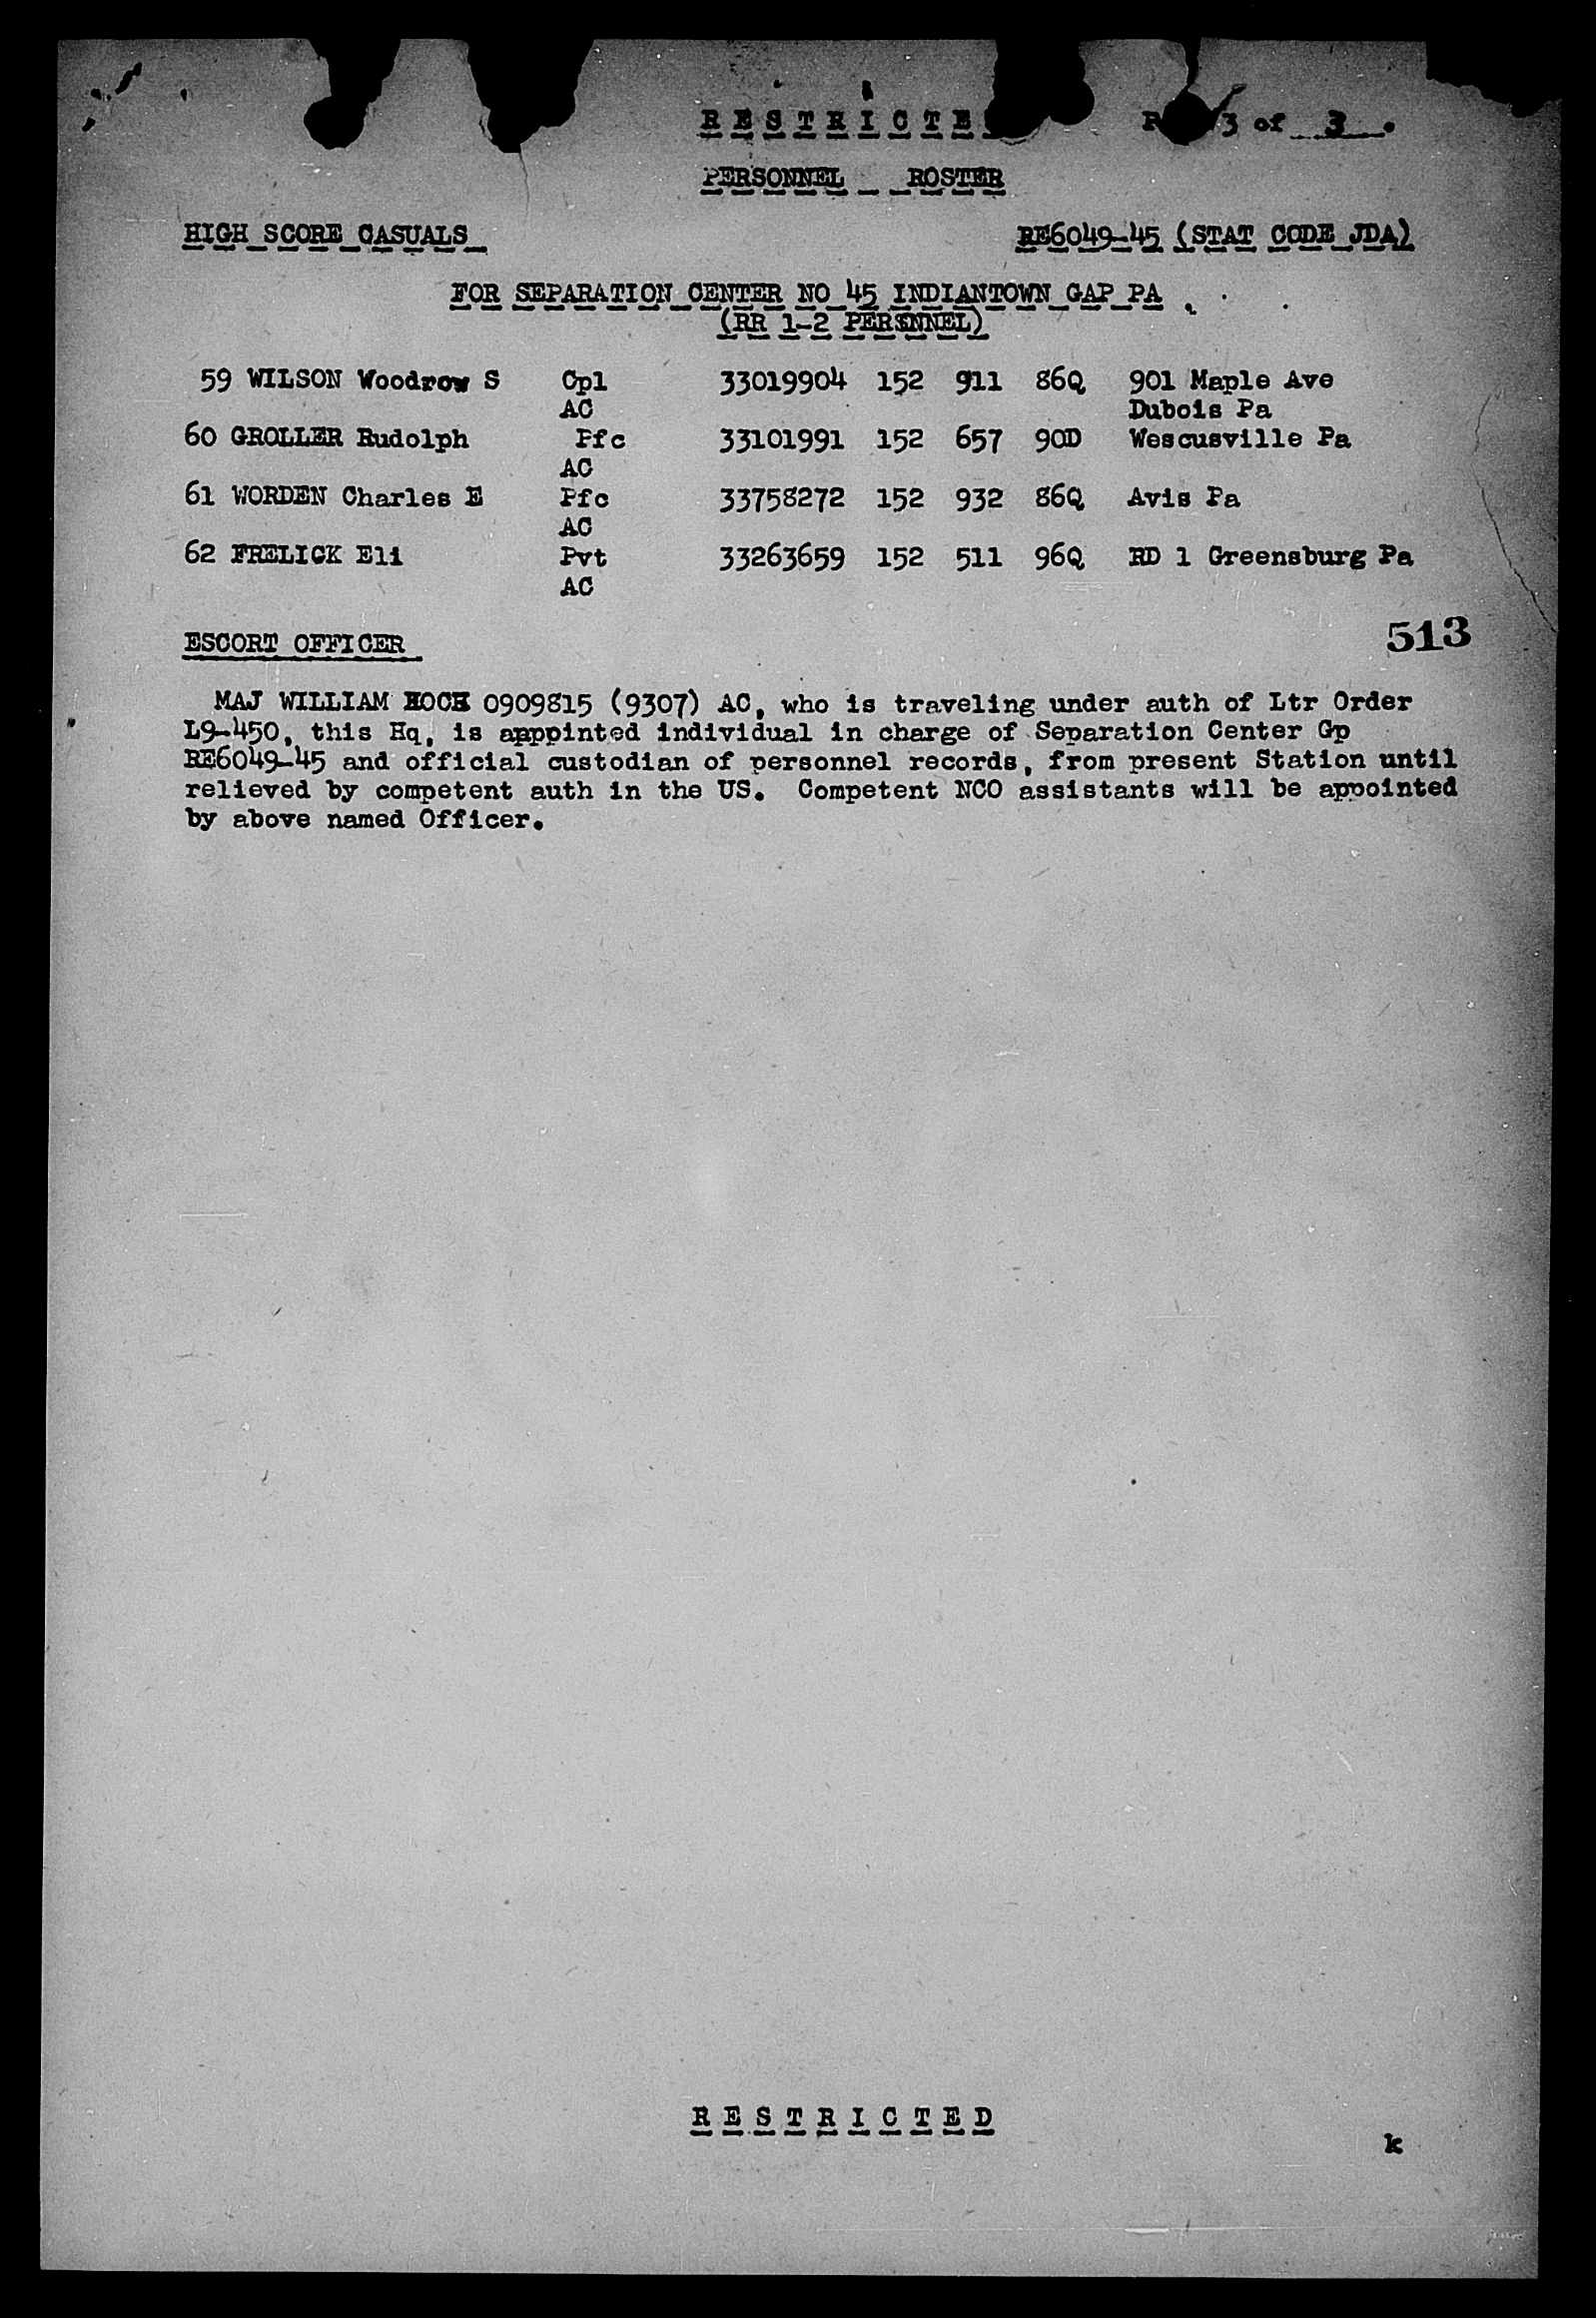 RESTRICTE
3 of 3.
PERSONNEL ROSTER
HIGH SCORE CASUALS RE6049-45 (STAT CODE JDA)
FOR SEPARATION CENTER NO 45 INDIANTOWN GAP PA
(RR 1-2 PERSNNEL)
59 WILSON Woodrow S Cpl 33019904 152 911 86Q 901 Maple Ave
AC Dubois Pa
60 GROLLER Rudolph Pfc 33101991 152 657 90D Wescusville Pa
AC
61 WORDEN Charles E Pfc 33758272 152 932 86Q Avis Pa
AC
62 FRELICK Eli Pvt 33263659 152 511 96Q RD 1 Greensburg Pa
AC
513
ESCORT OFFICER
MAJ WILLIAM HOCH 0909815 (9307) AC, who is traveling under auth of Ltr Order
L9-450, this Hq, is appointed individual in charge of Separation Center Gp
RE6049-45 and official custodian of personnel records, from present Station until
relieved by competent auth in the US. Competent NCO assistants will be appointed
by above named Officer.
RESTRICTED
k